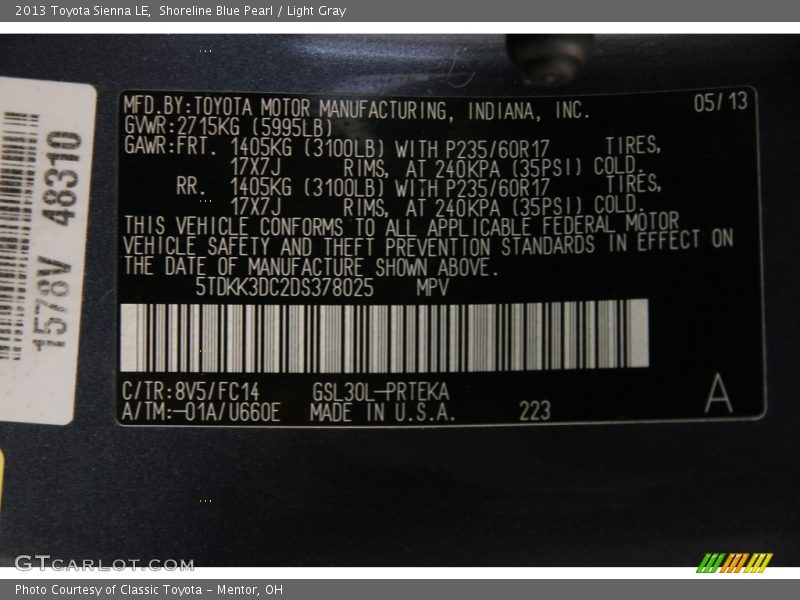 2013 Toyota Sienna LE,  Shoreline Blue Pearl / Light Gray
1578V 48310
MFD.BY:TOYOTA MOTOR MANUFACTURING, INDIANA, INC. 05/13
GVWR:2715KG (5995LB)
GAWR:FRT. 1405KG (3100LB) WITH P235/60R17 TIRES,
17X7J RIMS, AT 240KPA (35PSI) COLD.
RR. 1405KG (3100LB) WITH P235/60R17 TIRES,
17X7J RIMS, AT 240KPA (35PSI) COLD.
THIS VEHICLE CONFORMS TO ALL APPLICABLE FEDERAL MOTOR
VEHICLE SAFETY AND THEFT PREVENTION STANDARDS IN EFFECT ON
THE DATE OF MANUFACTURE SHOWN ABOVE.
5TDKK3DC2DS378025 MPV
C/TR:8V5/FC14 GSL30L-PRTEKA A
A/TM:-01A/U660E MADE IN U.S.A. 223
GTCARLOT.COM
Photo Courtesy of Classic Toyota - Mentor, OH